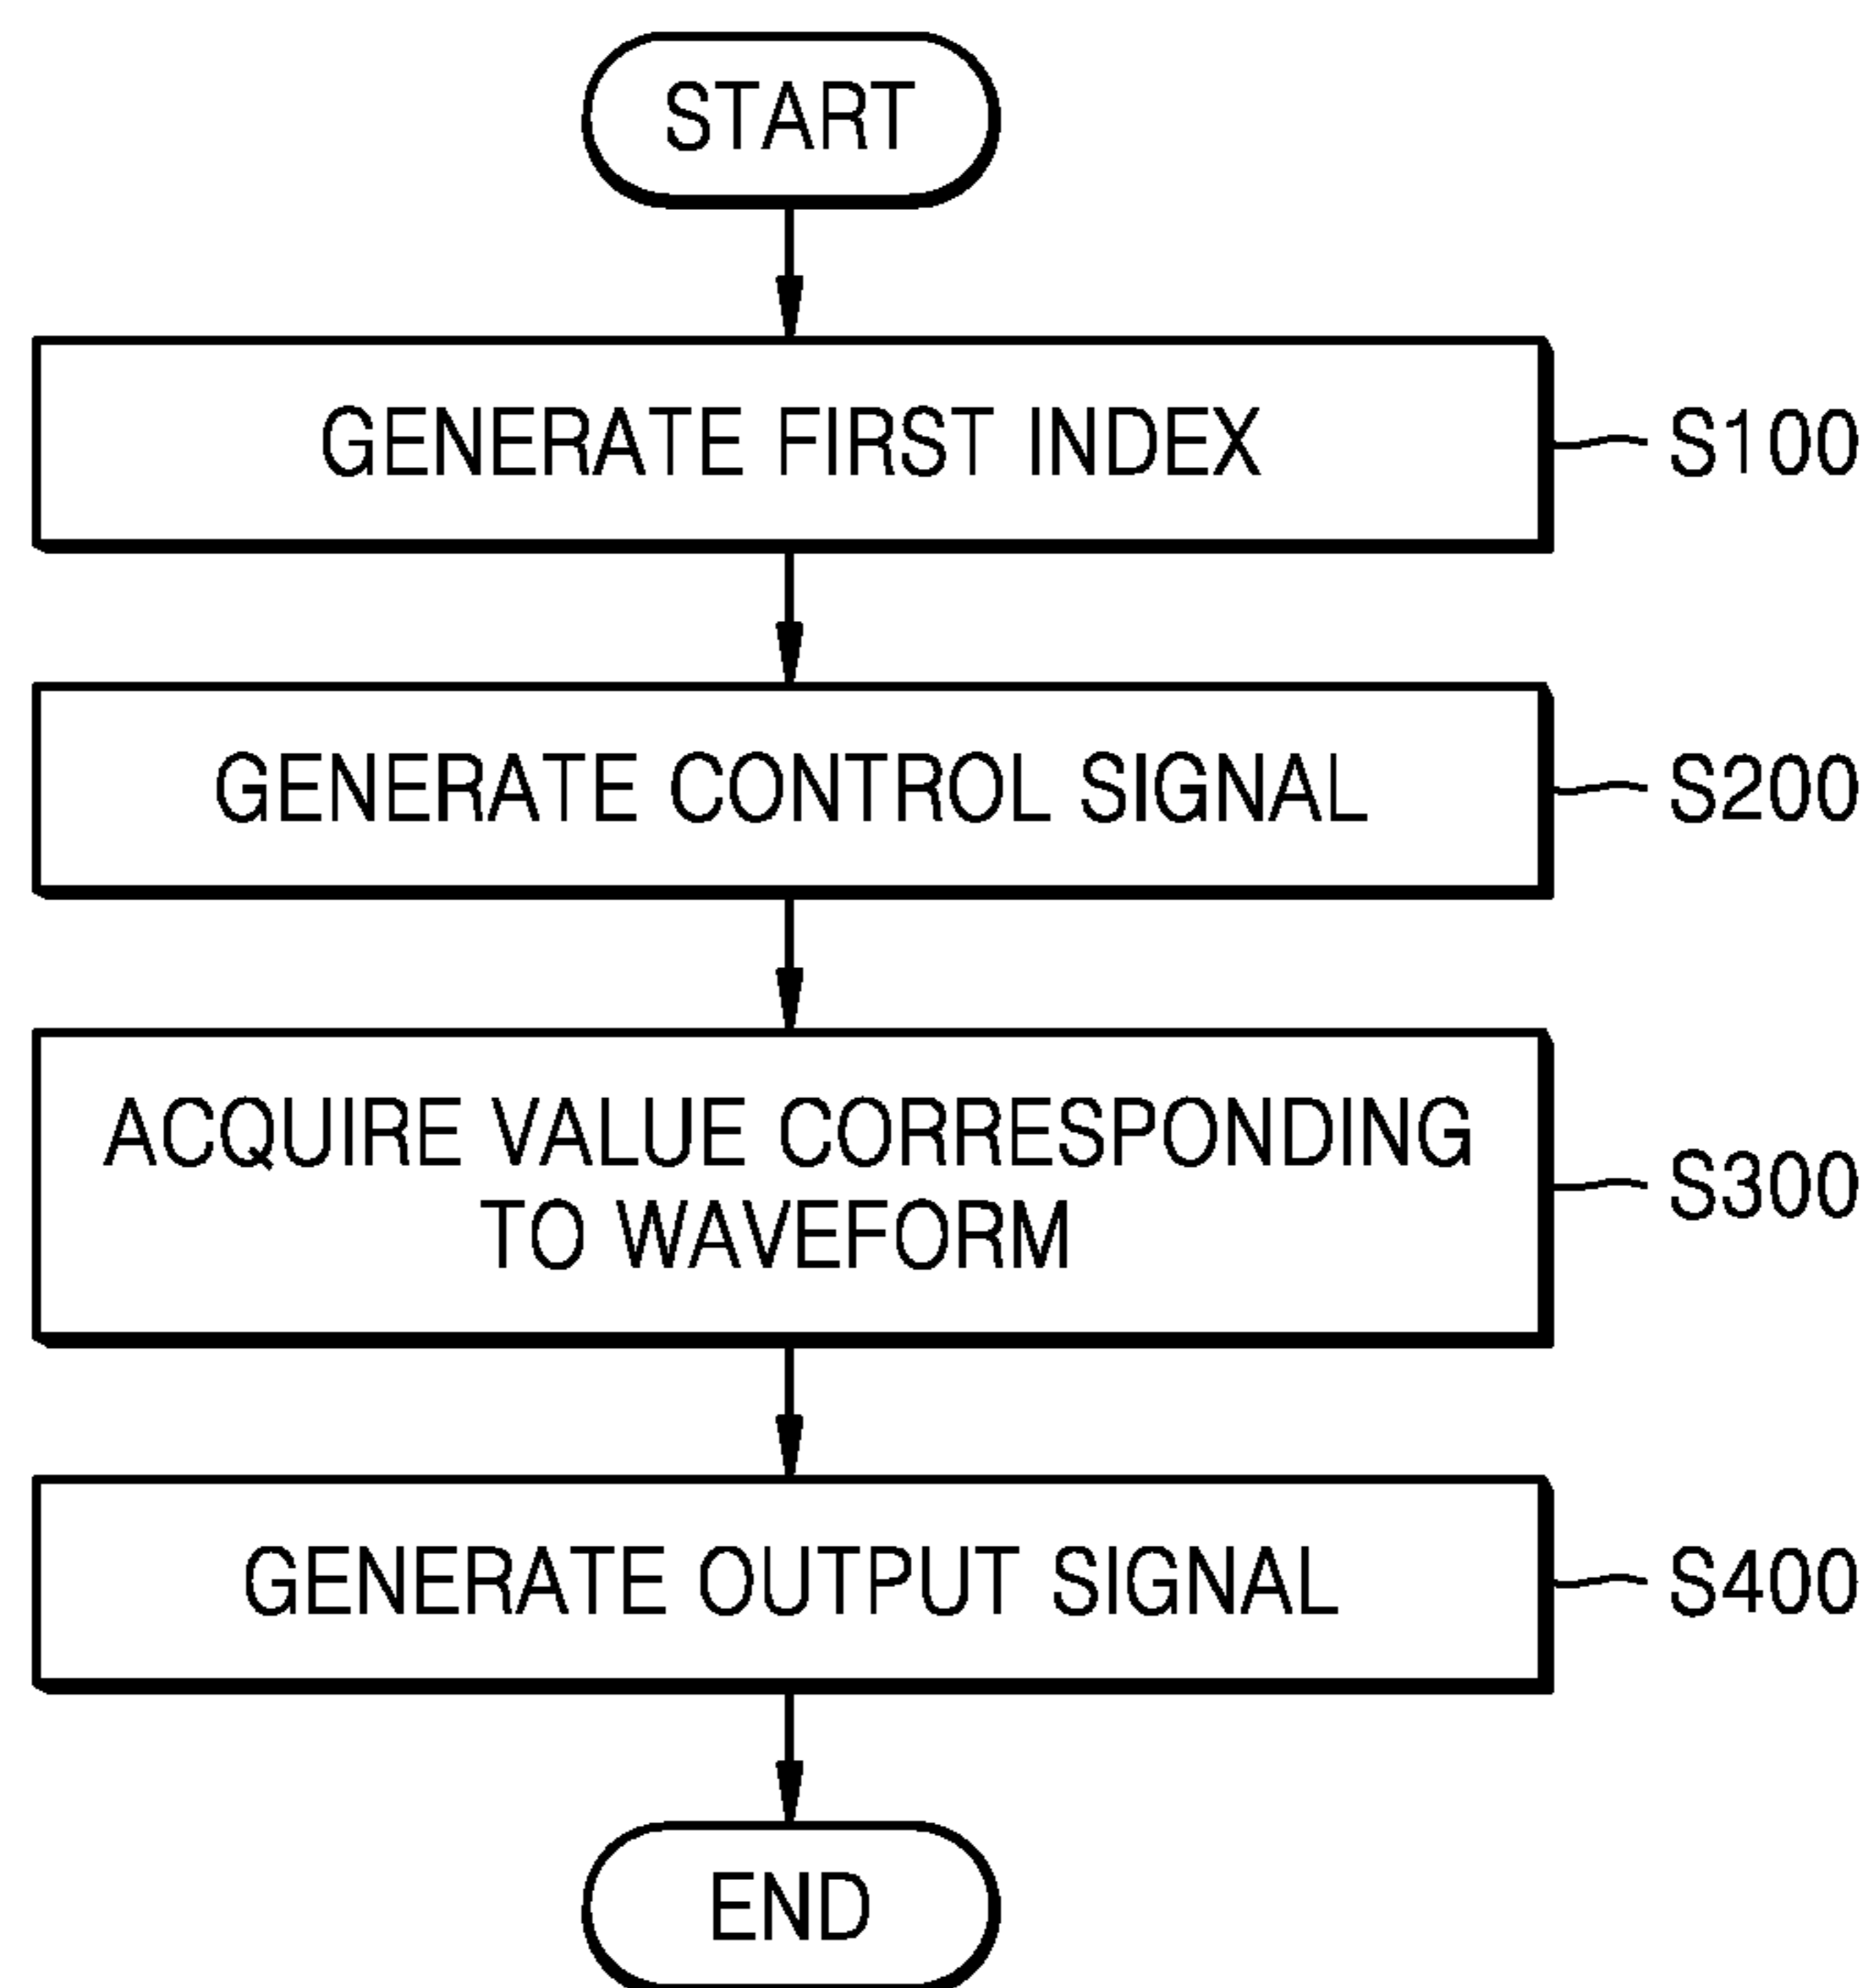 START
GENERATE FIRST INDEX
S100
GENERATE CONTROL SIGNAL
S200
ACQUIRE VALUE CORRESPONDING
TO WAVEFORM
S300
GENERATE OUTPUT SIGNAL
S400
END